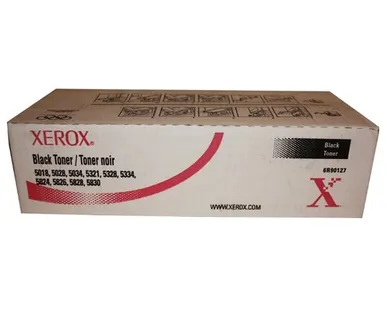 XEROX®
Black Toner / Toner noir
5018, 5028, 5034, 5321, 5328, 5334,
5824, 5826, 5828, 5830
Black
Toner
6R90127
X
WWW.XEROX.COM